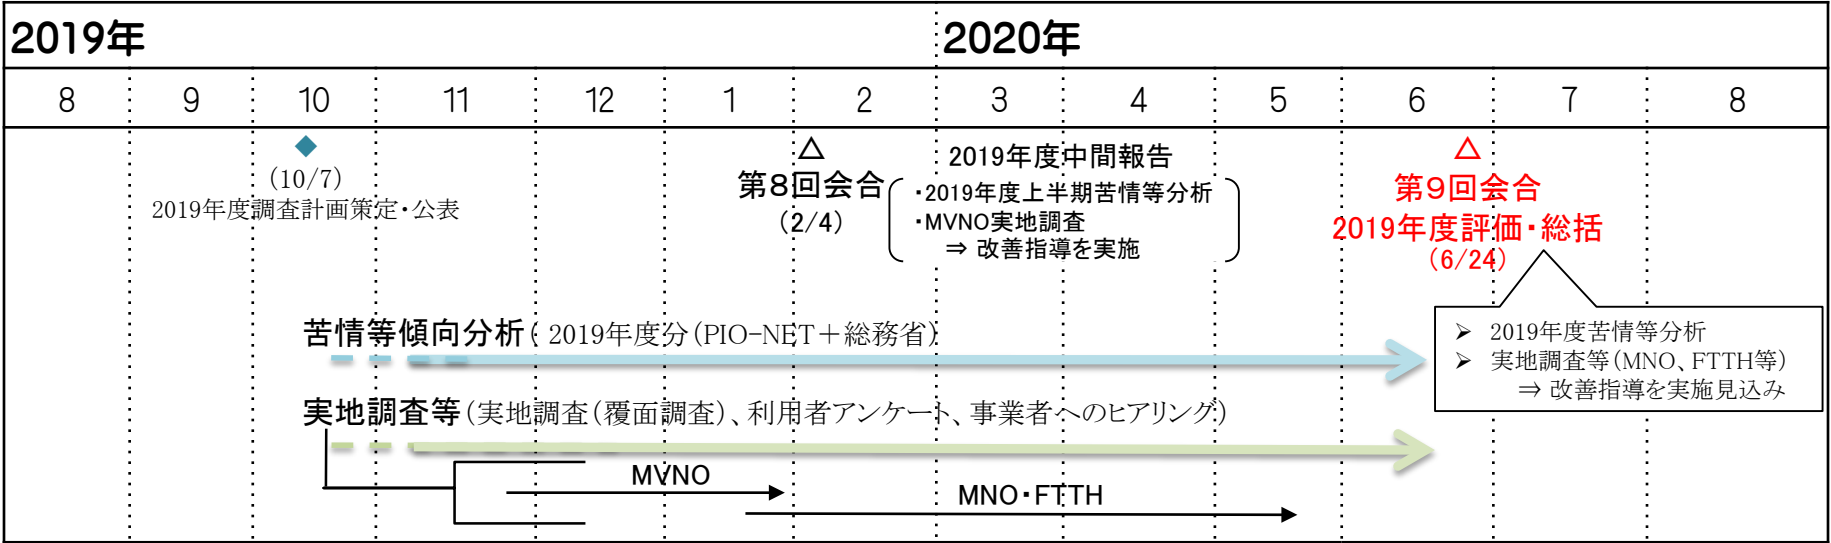 2019年
2020年
8 9 10 11 12 1 2 3 4 5 6 7 8
(10/7)
2019年度調査計画策定・公表
第8回会合
(2/4)
2019年度中間報告
・2019年度上半期苦情等分析
・MVNO実地調査
⇒ 改善指導を実施
第9回会合
2019年度評価・総括
(6/24)
➢ 2019年度苦情等分析
➢ 実地調査等(MNO、FTTH等)
⇒ 改善指導を実施見込み
苦情等傾向分析( 2019年度分(PIO-NET+総務省)
実地調査等(実地調査(覆面調査)、利用者アンケート、事業者へのヒアリング)
MVNO
MNO・FTTH